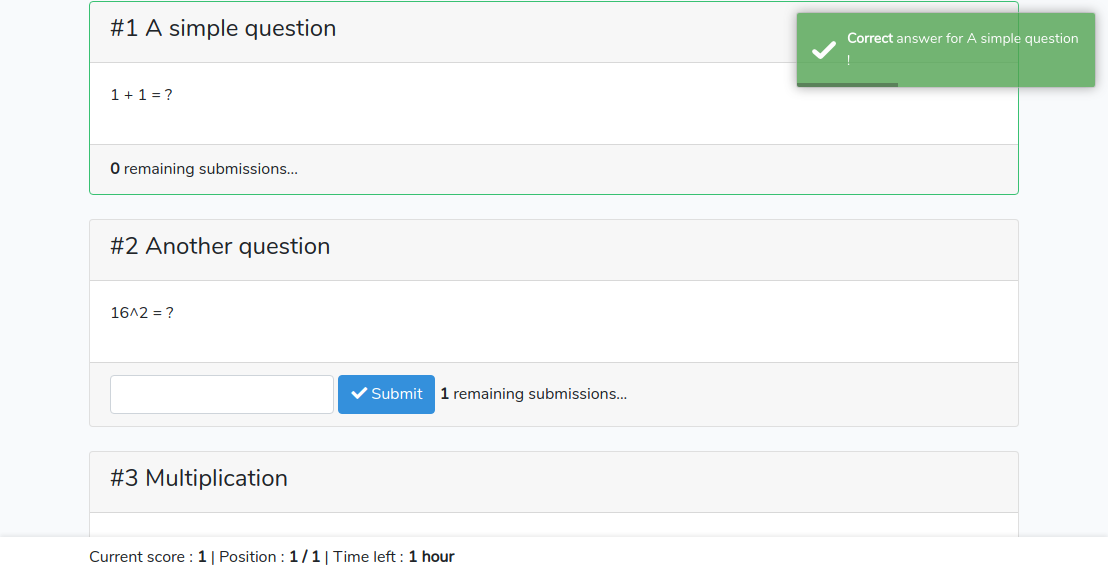 #1 A simple question
Correct answer for A simple question
!
1 + 1 = ?
0 remaining submissions...
#2 Another question
16^2 = ?
Submit 1 remaining submissions...
#3 Multiplication
Current score : 1 | Position : 1 / 1 | Time left : 1 hour